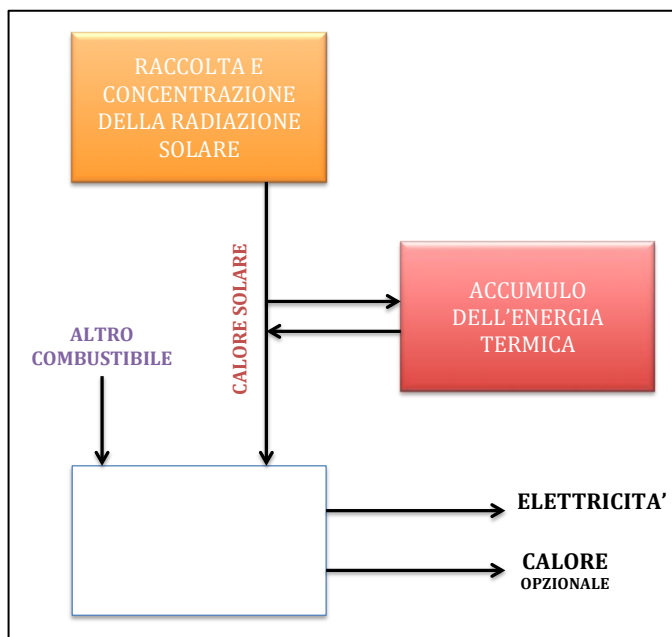 RACCOLTA E
CONCENTRAZIONE
DELLA RADIAZIONE
SOLARE
CALORE SOLARE
ACCUMULO
DELL’ENERGIA
TERMICA
ALTRO
COMBUSTIBILE
ELETTRICITA’
CALORE
OPZIONALE